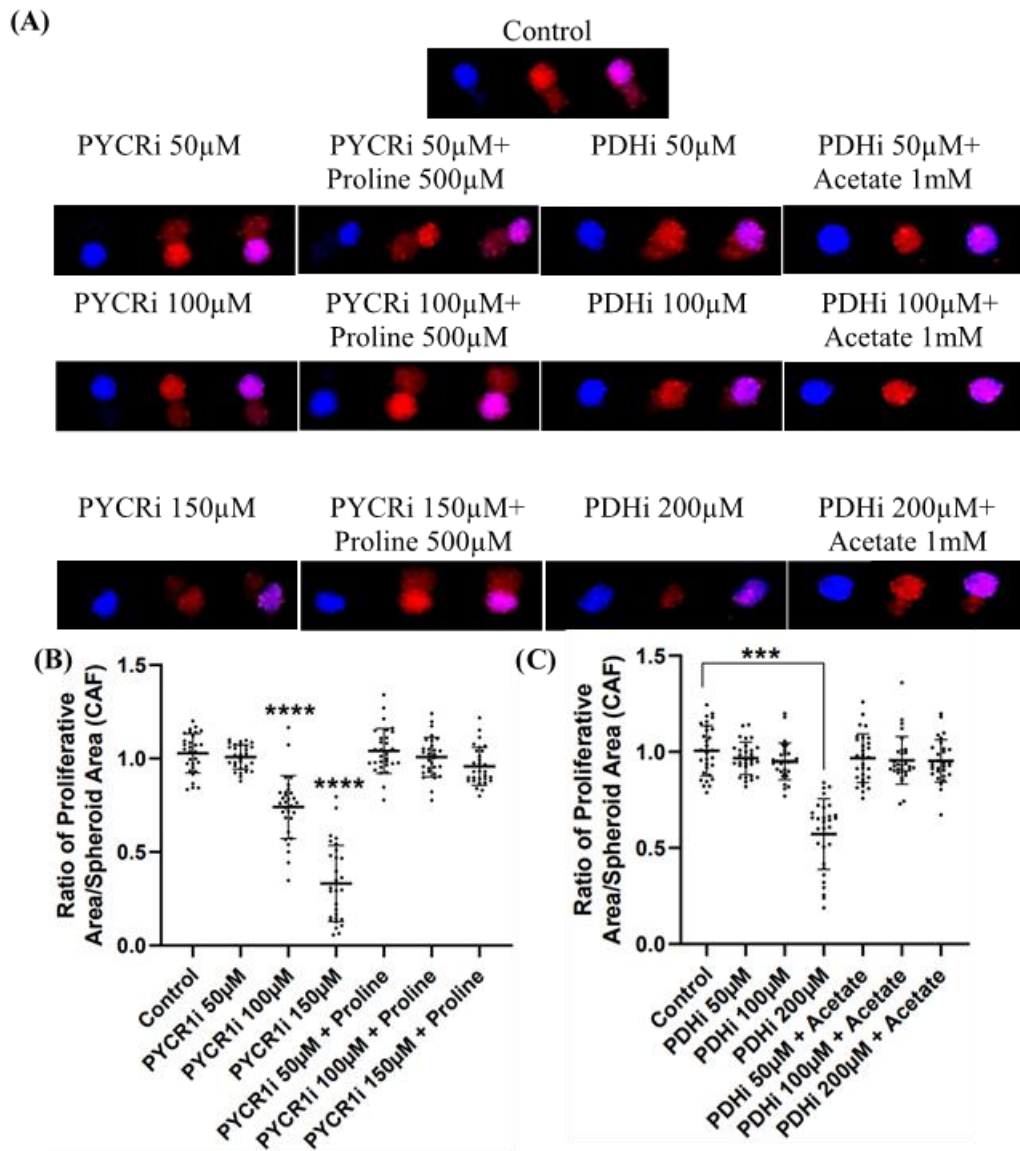 (A)
Control
PYCRi 50µM
PYCRi 50µM+
Proline 500µM
PDHi 50µM
PDHi 50µM+
Acetate 1mM
PYCRi 100µM
PYCRi 100µM+
Proline 500µM
PDHi 100µM
PDHi 100µM+
Acetate 1mM
PYCRi 150µM
PYCRi 150µM+
Proline 500µM
PDHi 200µM
PDHi 200µM+
Acetate 1mM
(B)
Ratio of Proliferative
Area/Spheroid Area (CAF)
1.5
1.0
0.5
0.0
****
****
Control
PYCR1i 50µM
PYCR1i 100µM
PYCR1i 150µM
PYCR1i 50µM + Proline
PYCR1i 100µM + Proline
PYCR1i 150µM + Proline
(C)
Ratio of Proliferative
Area/Spheroid Area (CAF)
1.5
1.0
0.5
0.0
***
Control
PDHi 50µM
PDHi 100µM
PDHi 200µM
PDHi 50µM + Acetate
PDHi 100µM + Acetate
PDHi 200µM + Acetate